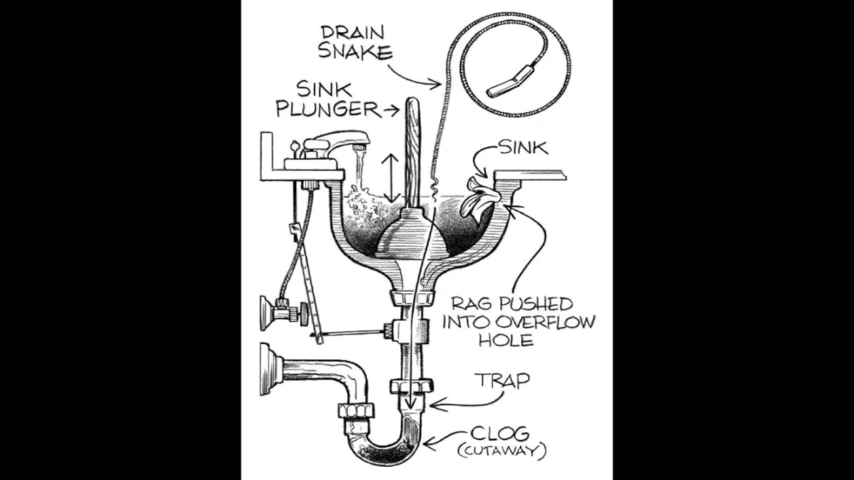 DRAIN
SNAKE
SINK
PLUNGER
SINK
RAG PUSHED
INTO OVERFLOW
HOLE
TRAP
CLOG
(CUTAWAY)